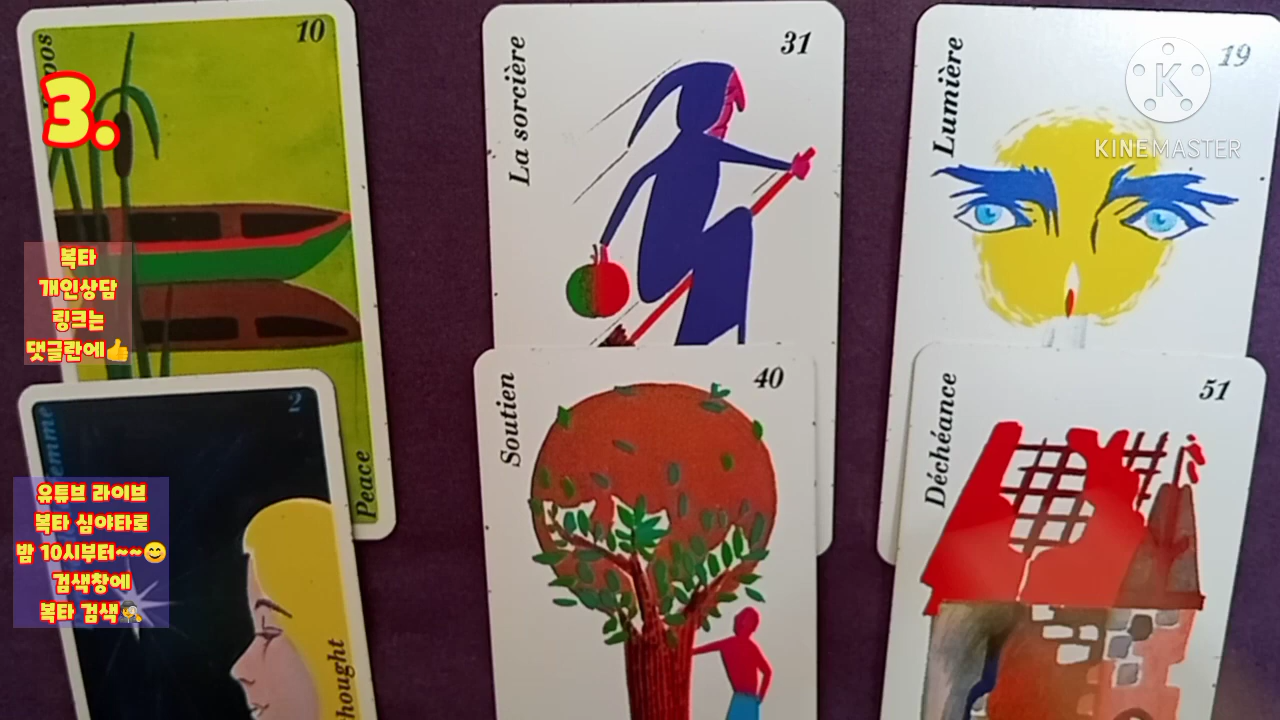 10
3.
복타
개인상담
링크는
댓글란에👍
Peace
31
La sorcière
19
Lumière
K
KINEMASTER
2
유튜브 라이브
복타 심야타로
밤 10시부터~~😊
검색창에
복타 검색🕵️
40
Soutien
51
Déchéance